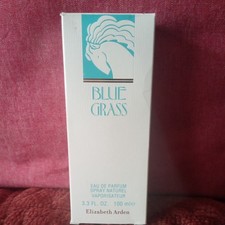 BLUE
GRASS
EAU DE PARFUM
SPRAY NATUREL
VAPORISATEUR
3.3 FL. OZ. 100 ml℮
Elizabeth Arden